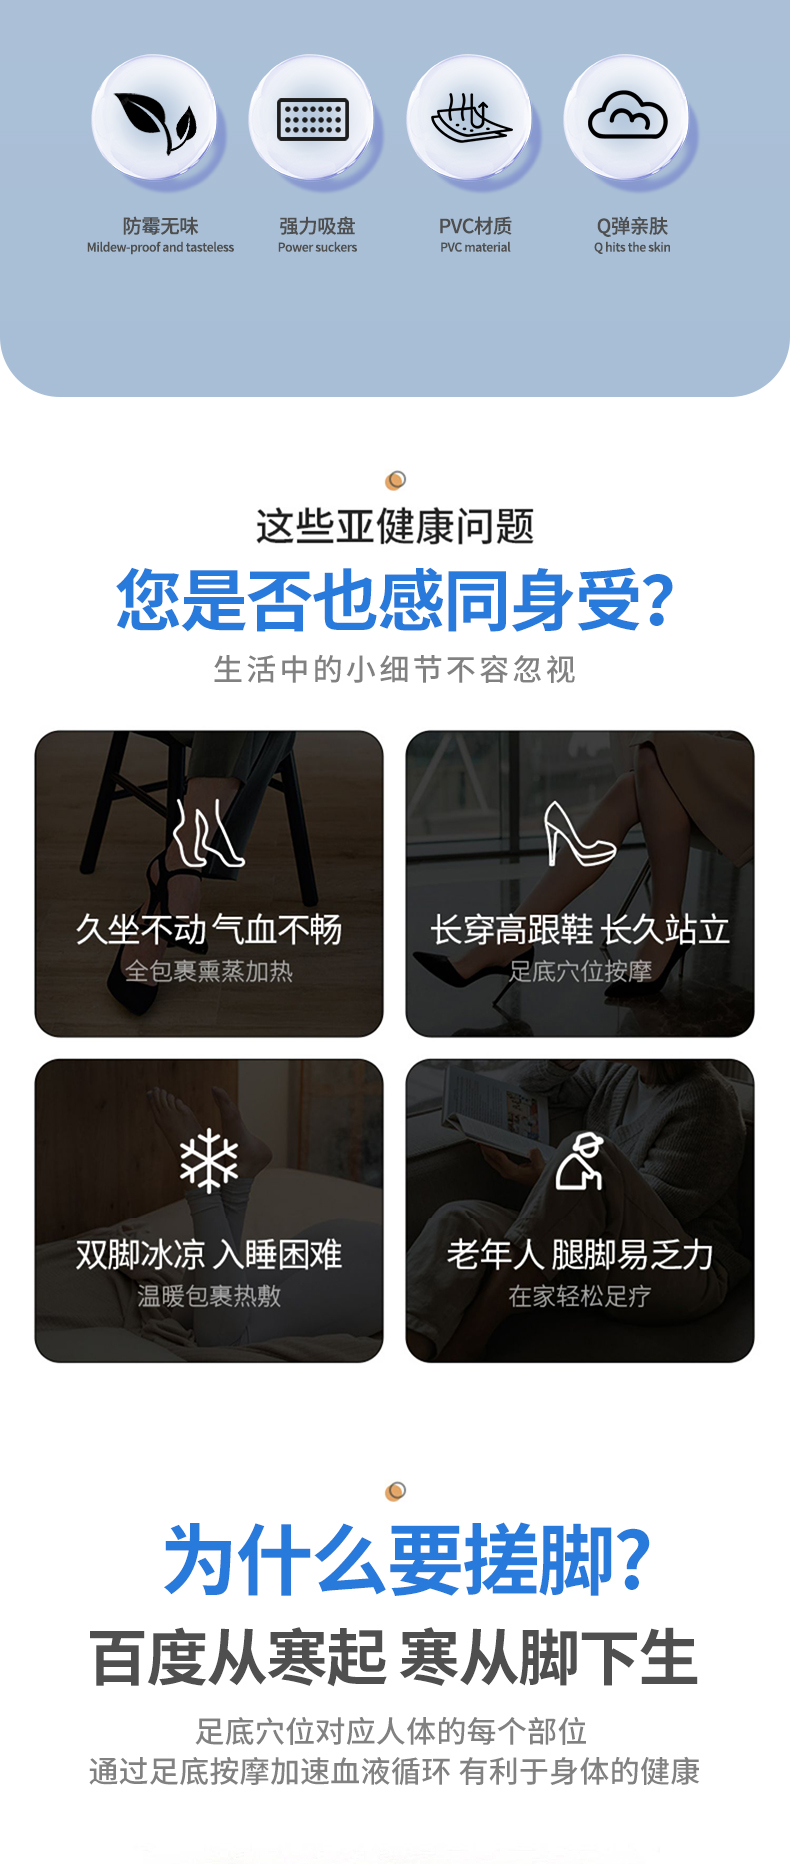 防霉无味
Mildew-proof and tasteless
强力吸盘
Power suckers
PVC材质
PVC material
Q弹亲肤
Q hits the skin
这些亚健康问题
您是否也感同身受?
生活中的小细节不容忽视
久坐不动 气血不畅
全包裹熏蒸加热
长穿高跟鞋 长久站立
足底穴位按摩
双脚冰凉 入睡困难
温暖包裹热敷
老年人 腿脚易乏力
在家轻松足疗
为什么要搓脚?
百度从寒起 寒从脚下生
足底穴位对应人体的每个部位
通过足底按摩加速血液循环 有利于身体的健康